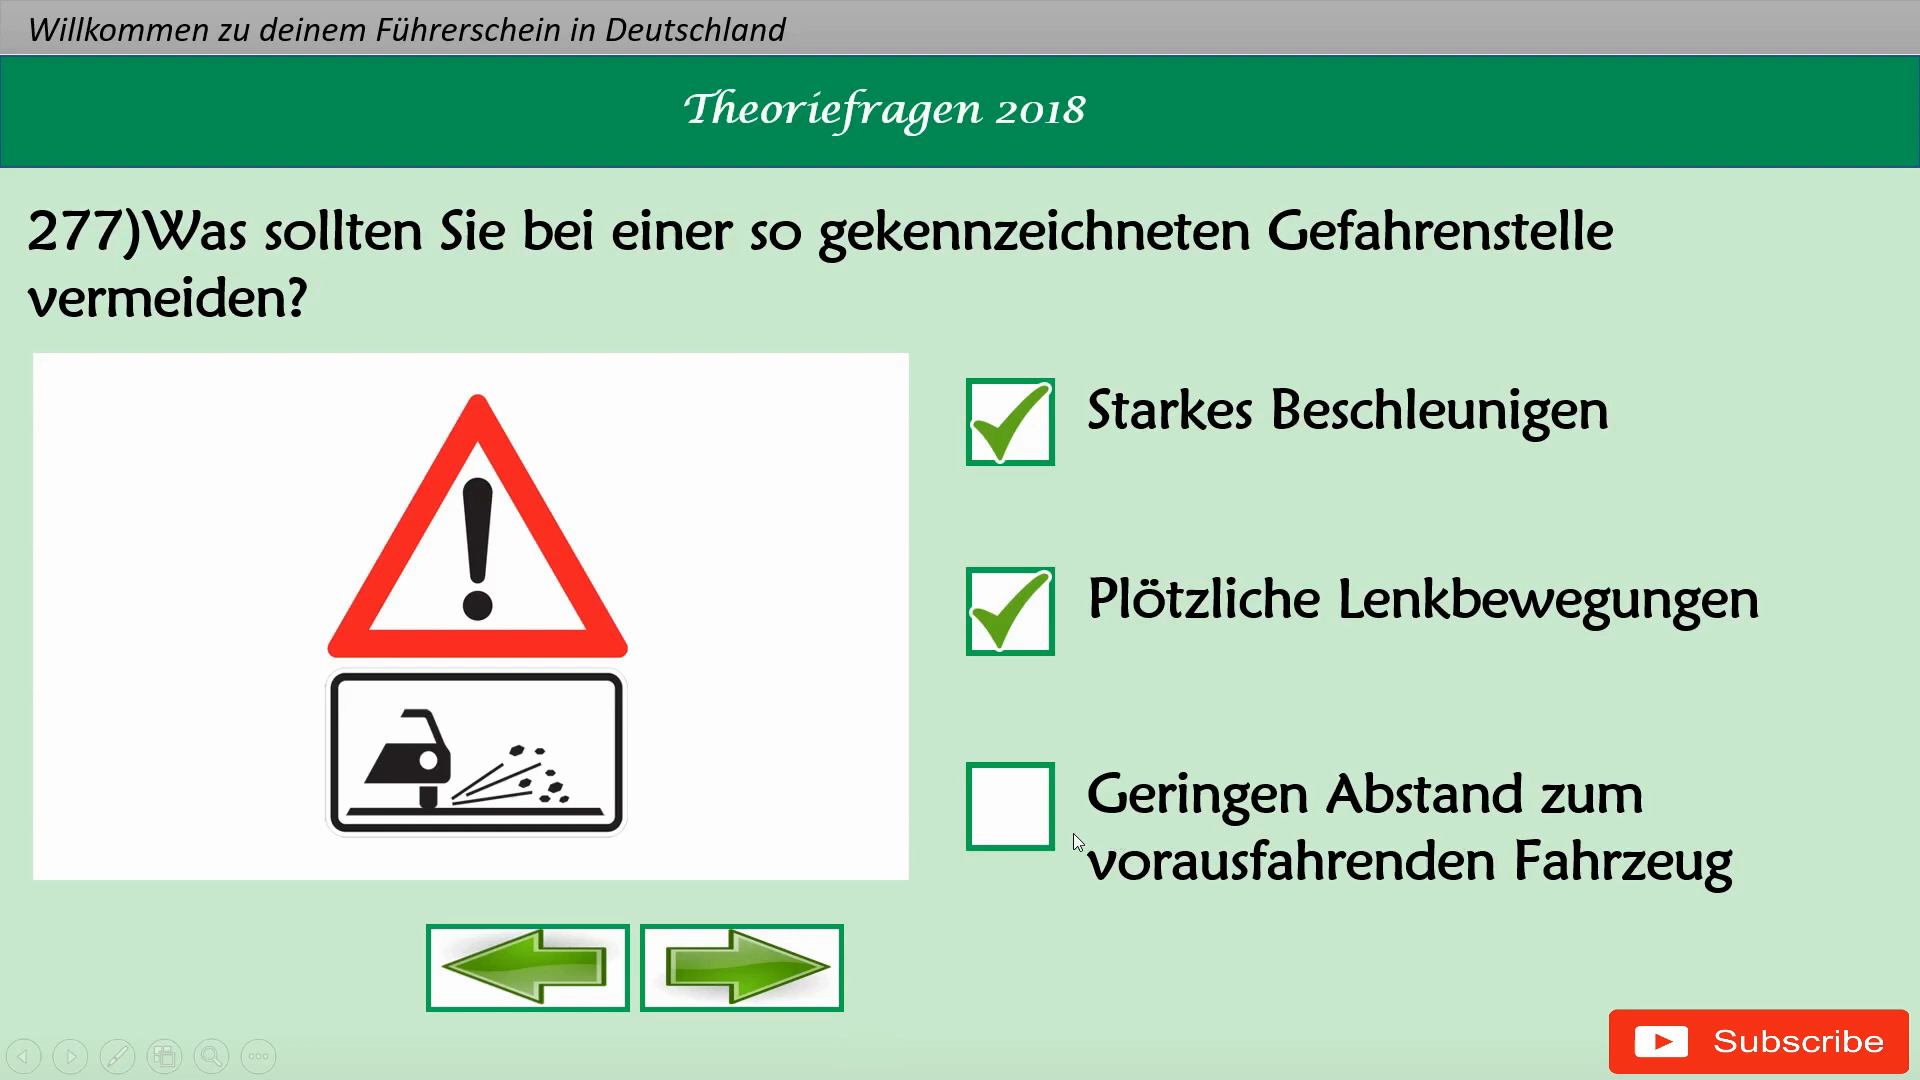 Willkommen zu deinem Führerschein in Deutschland
Theoriefragen 2018
277)Was sollten Sie bei einer so gekennzeichneten Gefahrenstelle
vermeiden?
Starkes Beschleunigen
Plötzliche Lenkbewegungen
Geringen Abstand zum
vorausfahrenden Fahrzeug
Subscribe